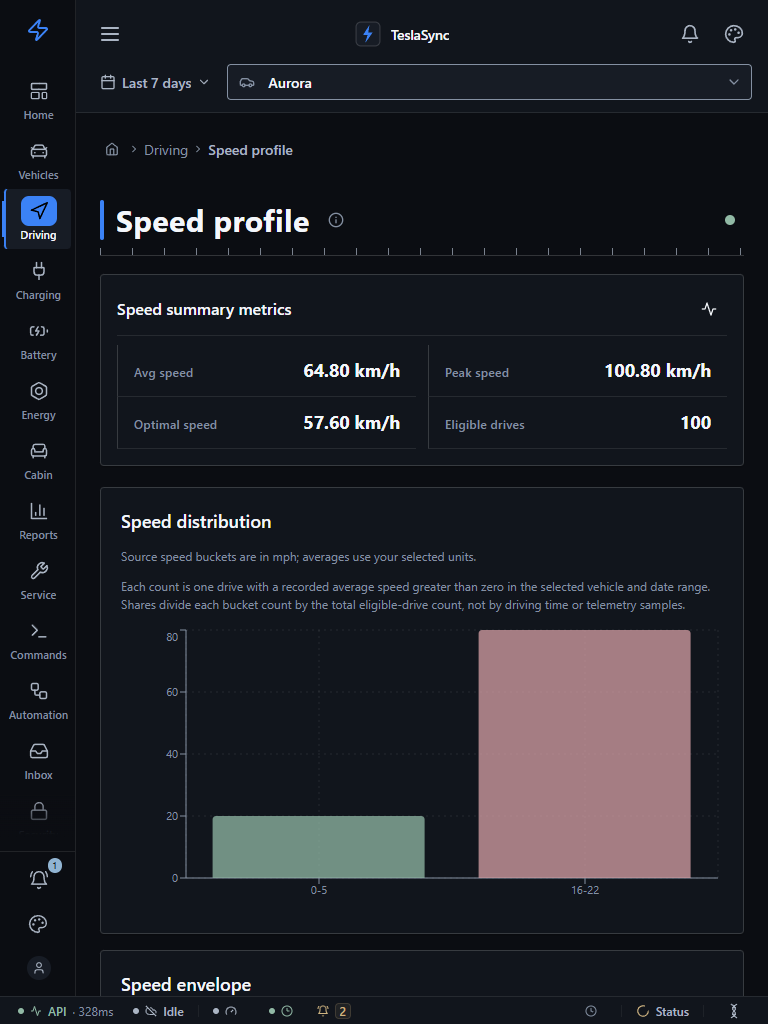 TeslaSync
Last 7 days
Aurora
Home
Vehicles
Driving
Charging
Battery
Energy
Cabin
Reports
Service
Commands
Automation
Inbox
1
Driving
Speed profile
Speed profile
Speed summary metrics
Avg speed 64.80 km/h
Peak speed 100.80 km/h
Optimal speed 57.60 km/h
Eligible drives 100
Speed distribution
Source speed buckets are in mph; averages use your selected units.
Each count is one drive with a recorded average speed greater than zero in the selected vehicle and date range.
Shares divide each bucket count by the total eligible-drive count, not by driving time or telemetry samples.
80
60
40
20
0
0-5 16-22
Speed envelope
API · 328ms Idle 2 Status